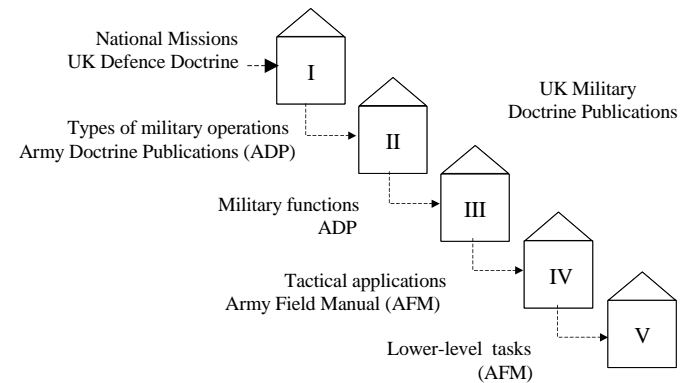 National Missions
UK Defence Doctrine
I
UK Military
Doctrine Publications
Types of military operations
Army Doctrine Publications (ADP)
II
Military functions
ADP
III
Tactical applications
Army Field Manual (AFM)
IV
Lower-level tasks
(AFM)
V